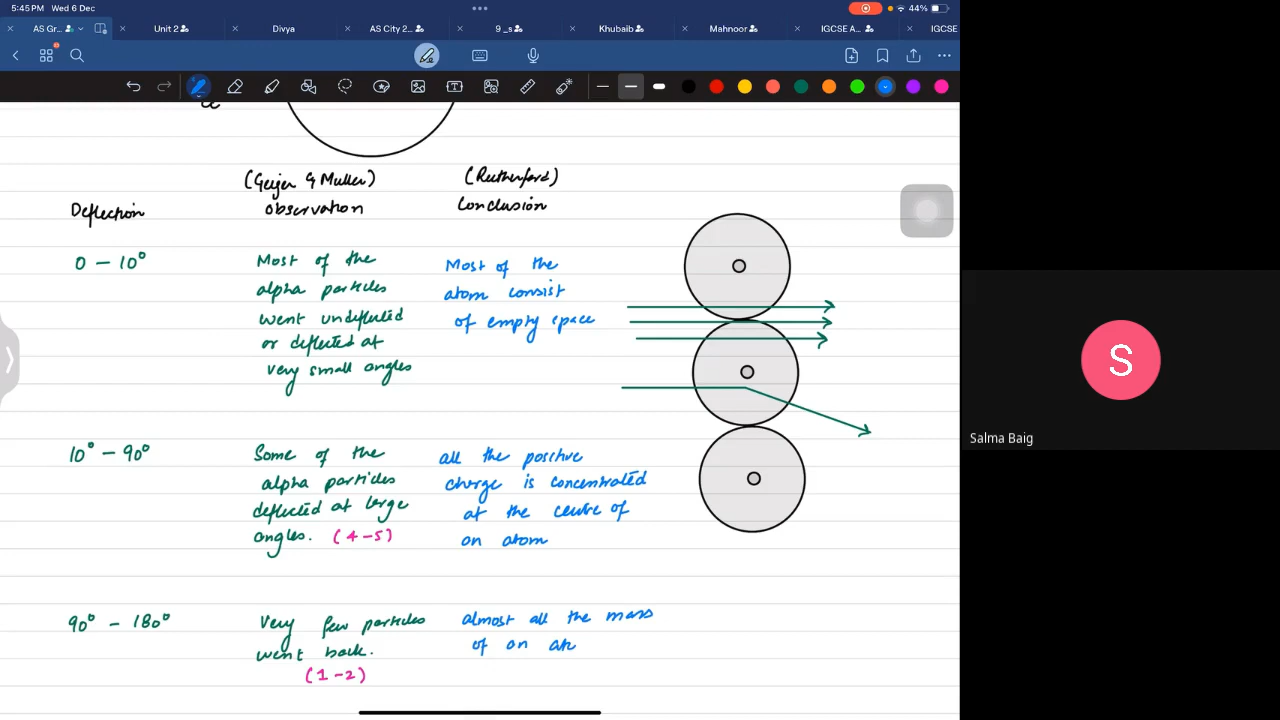 5:45 PM Wed 6 Dec
44%
AS Gr...
Unit 2
Divya
AS City 2...
9 _s
Khubaib
Mahnoor
IGCSE A...
IGCSE
α
(Geiger & Muller)
(Rutherford)
Deflection
observation
Conclusion
0 – 10°
Most of the
alpha particles
went undeflected
or deflected at
very small angles
Most of the
atom consist
of empty space
10° – 90°
Some of the
alpha particles
deflected at large
angles. (4-5)
all the positive
charge is concentrated
at the centre of
an atom
90° – 180°
Very few particles
went back.
(1-2)
almost all the mass
of an
S
Salma Baig